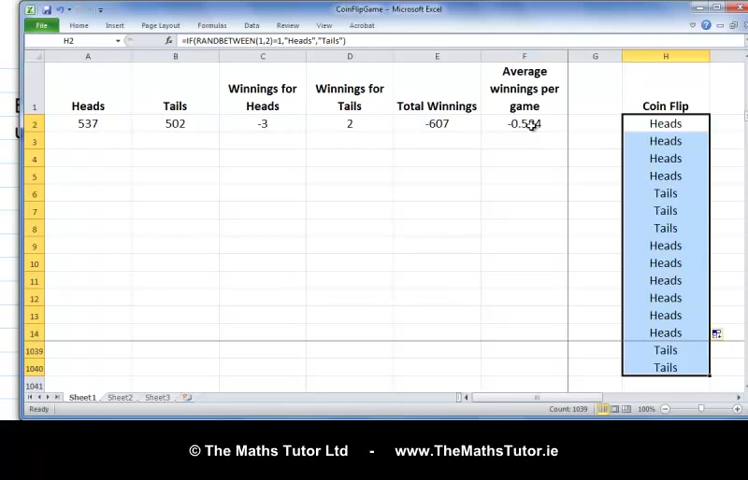 CoinFlipGame - Microsoft Excel
File Home Insert Page Layout Formulas Data Review View
H2 fx =IF(RANDBETWEEN(1,2)=1,"Heads","Tails")
A B C D E F G H
1 Heads Tails Winnings for Heads Winnings for Tails Total Winnings Average winnings per game Coin Flip
2 537 502 -3 2 -607 Heads
3 Heads
4 Heads
5 Heads
6 Tails
7 Tails
8 Tails
9 Heads
10 Heads
11 Heads
12 Heads
13 Heads
14 Heads
1039 Tails
1040 Tails
1041
Sheet1 Sheet2 Sheet3
Ready Count: 1039 100%
© The Maths Tutor Ltd - www.TheMathsTutor.ie